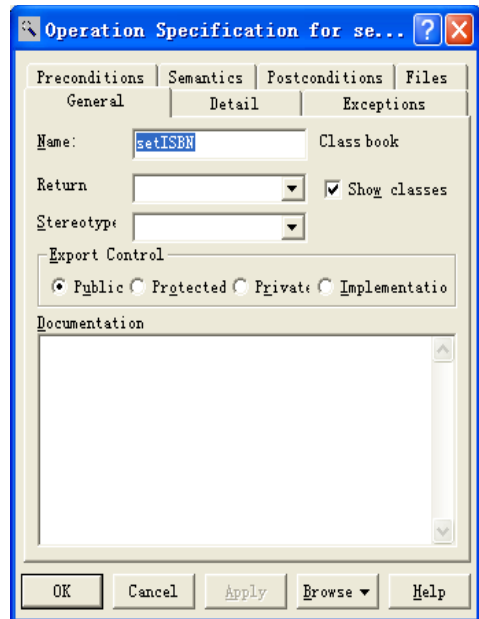 Operation Specification for se...
Preconditions Semantics Postconditions Files
General Detail Exceptions
Name: setISBN Class book
Return Show classes
Stereotype
Export Control
Public Protected Private Implementatio
Documentation
OK Cancel Apply Browse Help